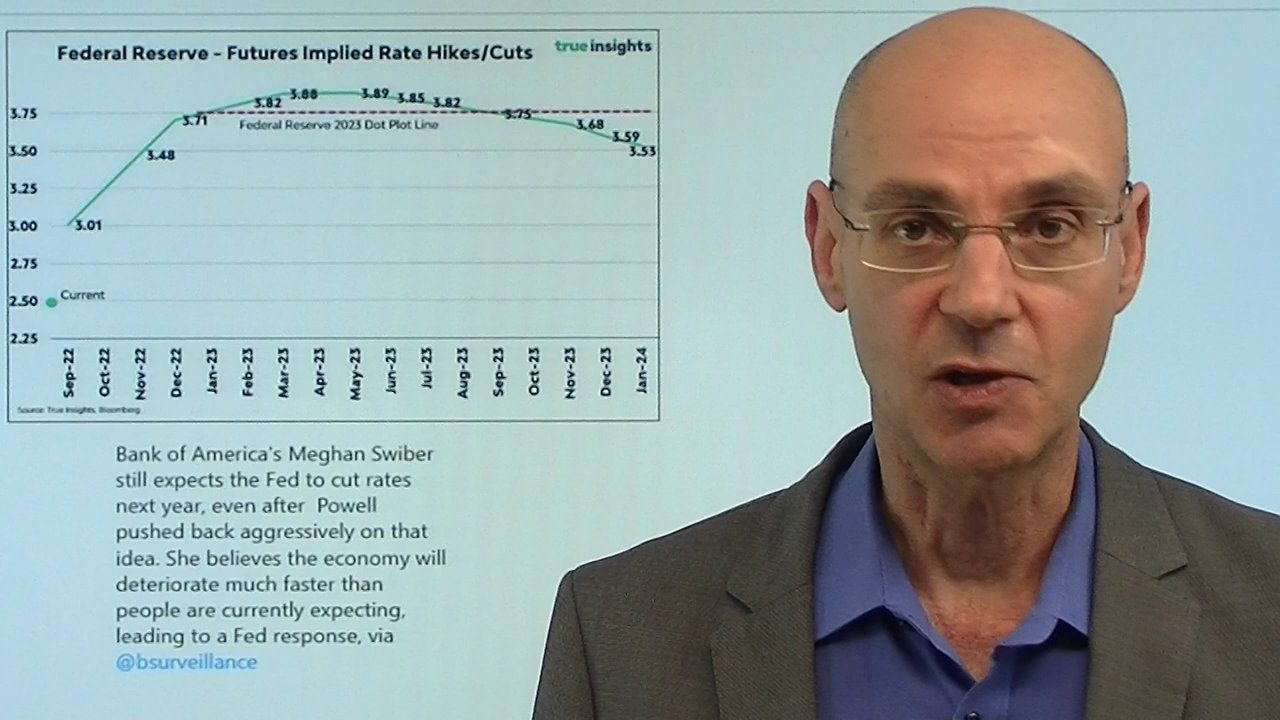 Federal Reserve – Futures Implied Rate Hikes/Cuts
trueinsights
3.75
3.50
3.25
3.00
2.75
2.50
2.25
3.01
3.48
3.71
3.82
3.88
3.89
3.85
3.82
3.75
3.68
3.59
3.53
Federal Reserve 2023 Dot Plot Line
Current
Sep-22
Oct-22
Nov-22
Dec-22
Jan-23
Feb-23
Mar-23
Apr-23
May-23
Jun-23
Jul-23
Aug-23
Sep-23
Oct-23
Nov-23
Dec-23
Jan-24
Source: True Insights, Bloomberg
Bank of America's Meghan Swiber
still expects the Fed to cut rates
next year, even after Powell
pushed back aggressively on that
idea. She believes the economy will
deteriorate much faster than
people are currently expecting,
leading to a Fed response, via
@bsurveillance